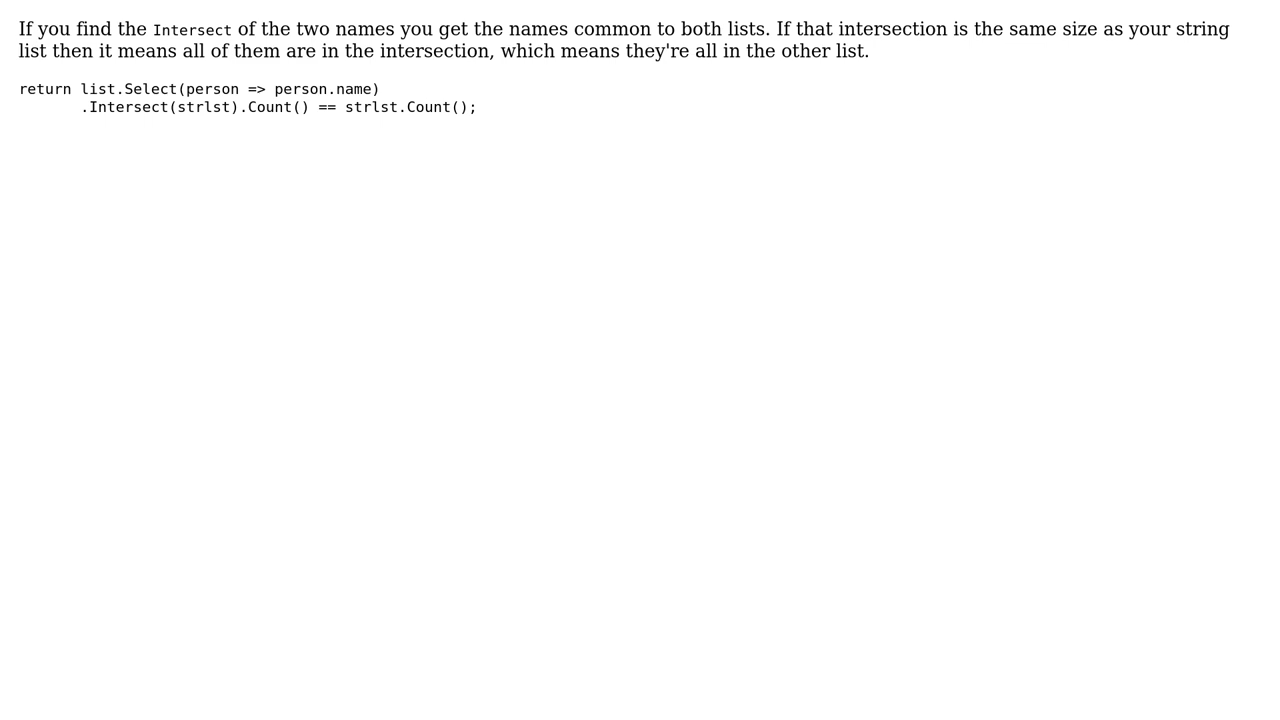 If you find the Intersect of the two names you get the names common to both lists. If that intersection is the same size as your string
list then it means all of them are in the intersection, which means they're all in the other list.
return list.Select(person => person.name)
       .Intersect(strlst).Count() == strlst.Count();